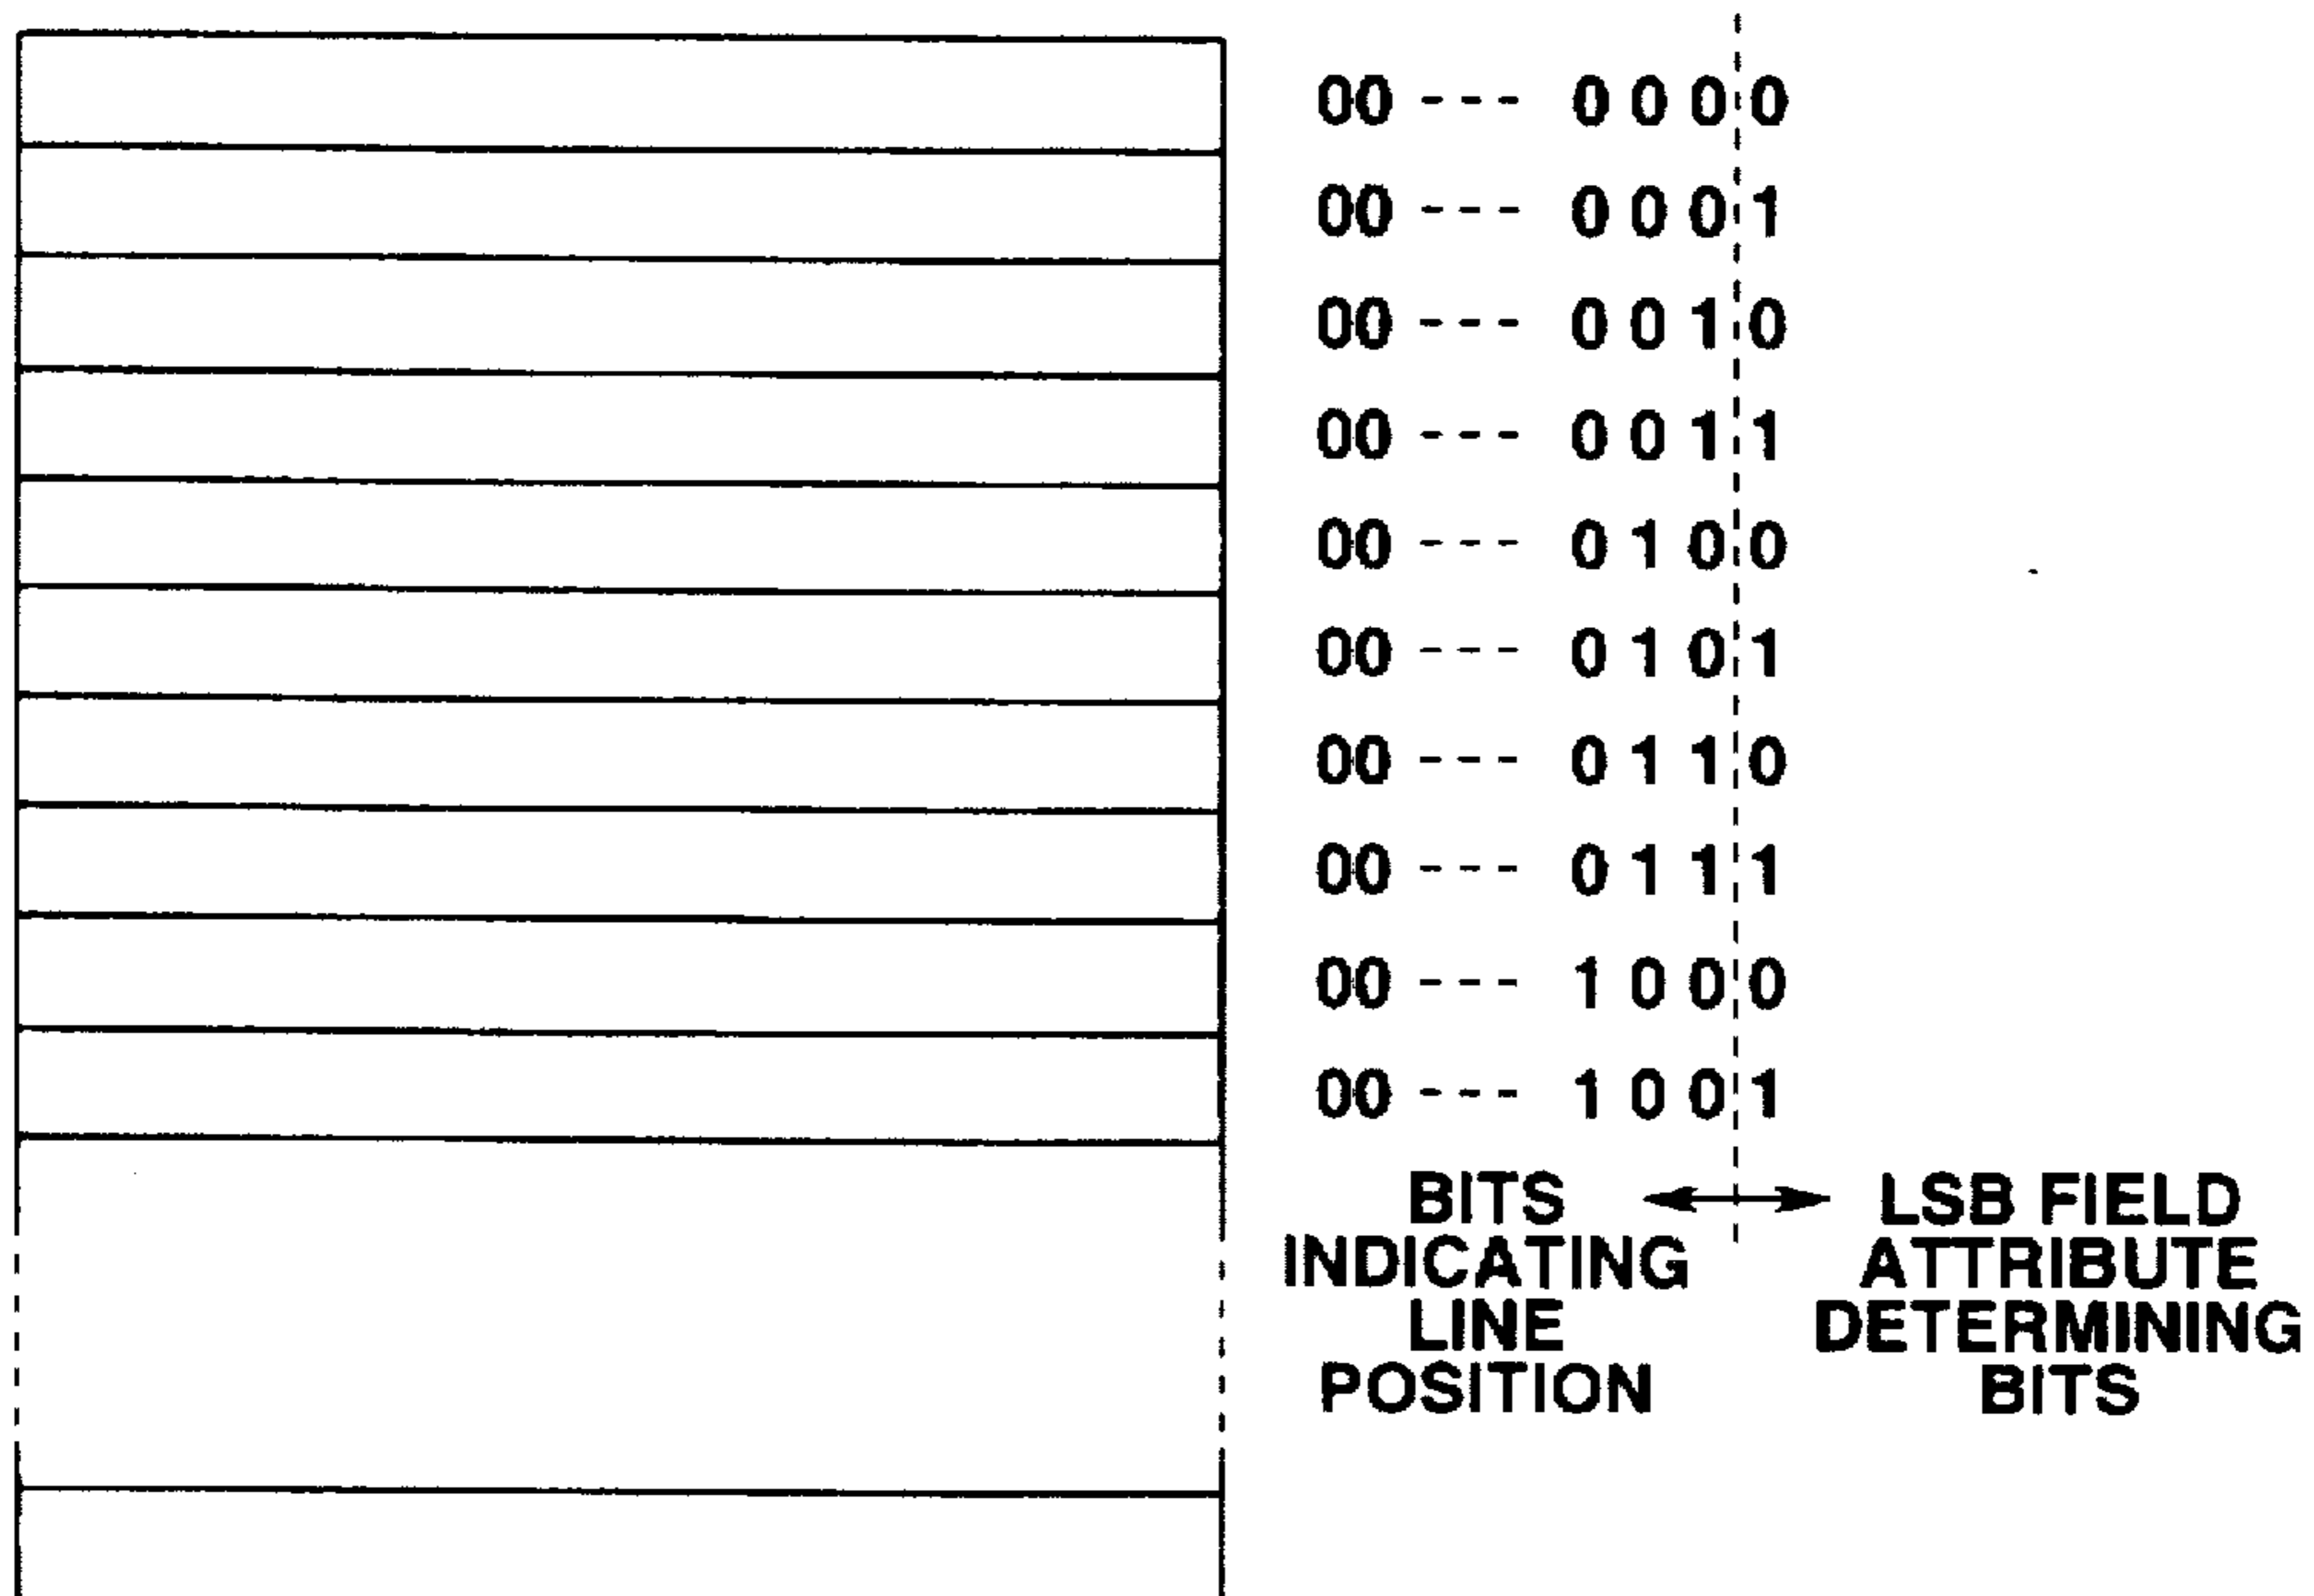 00 --- 0 0 0 0
00 --- 0 0 0 1
00 --- 0 0 1 0
00 --- 0 0 1 1
00 --- 0 1 0 0
00 --- 0 1 0 1
00 --- 0 1 1 0
00 --- 0 1 1 1
00 --- 1 0 0 0
00 --- 1 0 0 1
BITS
INDICATING
LINE
POSITION
LSB FIELD
ATTRIBUTE
DETERMINING
BITS